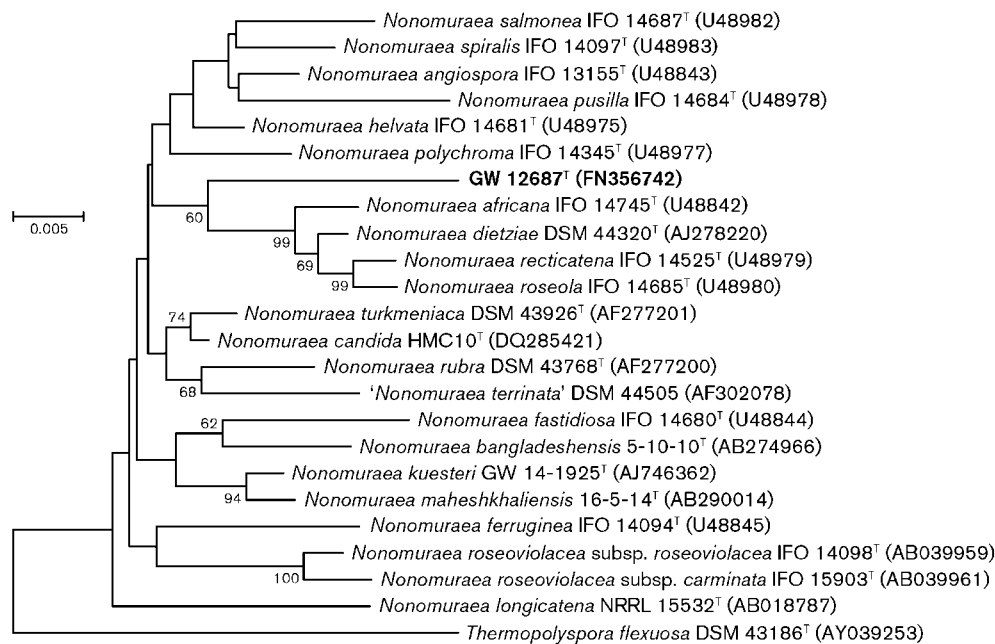 Nonomuraea salmonea IFO 14687ᵀ (U48982)
Nonomuraea spiralis IFO 14097ᵀ (U48983)
Nonomuraea angiospora IFO 13155ᵀ (U48843)
Nonomuraea pusilla IFO 14684ᵀ (U48978)
Nonomuraea helvata IFO 14681ᵀ (U48975)
Nonomuraea polychroma IFO 14345ᵀ (U48977)
GW 12687ᵀ (FN356742)
Nonomuraea africana IFO 14745ᵀ (U48842)
60
0.005
Nonomuraea dietziae DSM 44320ᵀ (AJ278220)
99
Nonomuraea recticatena IFO 14525ᵀ (U48979)
69
Nonomuraea roseola IFO 14685ᵀ (U48980)
99
Nonomuraea turkmeniaca DSM 43926ᵀ (AF277201)
74
Nonomuraea candida HMC10ᵀ (DQ285421)
Nonomuraea rubra DSM 43768ᵀ (AF277200)
68
‘Nonomuraea terrinata’ DSM 44505 (AF302078)
Nonomuraea fastidiosa IFO 14680ᵀ (U48844)
62
Nonomuraea bangladeshensis 5-10-10ᵀ (AB274966)
Nonomuraea kuesteri GW 14-1925ᵀ (AJ746362)
94
Nonomuraea maheshkhaliensis 16-5-14ᵀ (AB290014)
Nonomuraea ferruginea IFO 14094ᵀ (U48845)
Nonomuraea roseoviolacea subsp. roseoviolacea IFO 14098ᵀ (AB039959)
100
Nonomuraea roseoviolacea subsp. carminata IFO 15903ᵀ (AB039961)
Nonomuraea longicatena NRRL 15532ᵀ (AB018787)
Thermopolyspora flexuosa DSM 43186ᵀ (AY039253)